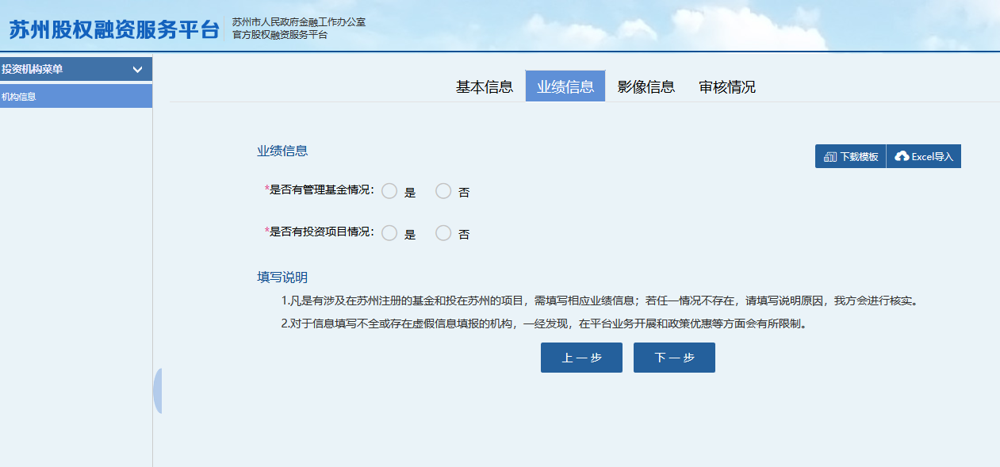 苏州股权融资服务平台
苏州市人民政府金融工作办公室
官方股权融资服务平台
投资机构菜单
机构信息
基本信息 业绩信息 影像信息 审核情况
业绩信息
下载模板 Excel导入
*是否有管理基金情况： 是 否
*是否有投资项目情况： 是 否
填写说明
1.凡是有涉及在苏州注册的基金和投在苏州的项目，需填写相应业绩信息；若任一情况不存在，请填写说明原因，我方会进行核实。
2.对于信息填写不全或存在虚假信息填报的机构，一经发现，在平台业务开展和政策优惠等方面会有所限制。
上一步 下一步